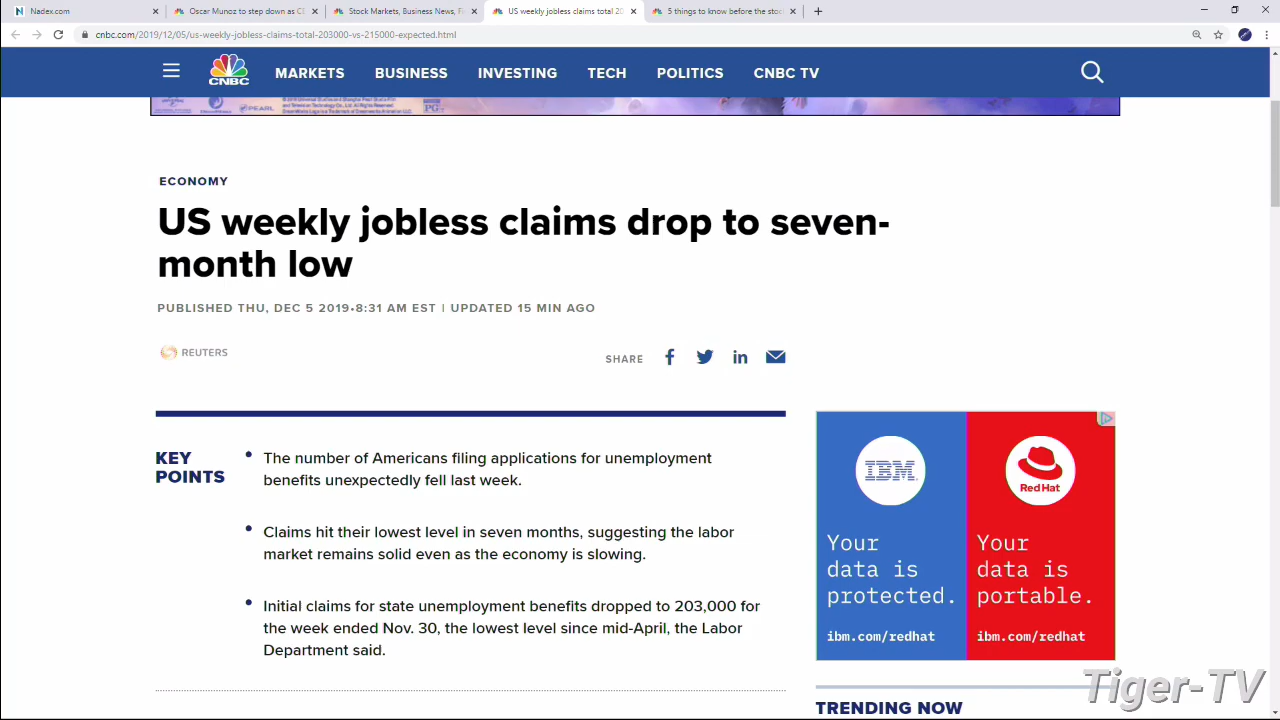 Nadex.com
Oscar Munoz to step down as CE
Stock Markets, Business News, Fi
US weekly jobless claims total 20
5 things to know before the stoc
cnbc.com/2019/12/05/us-weekly-jobless-claims-total-203000-vs-215000-expected.html
CNBC
MARKETS
BUSINESS
INVESTING
TECH
POLITICS
CNBC TV
PEARL
PG
ECONOMY
US weekly jobless claims drop to seven-
month low
PUBLISHED THU, DEC 5 2019•8:31 AM EST | UPDATED 15 MIN AGO
REUTERS
SHARE
KEY
POINTS
• The number of Americans filing applications for unemployment
benefits unexpectedly fell last week.
• Claims hit their lowest level in seven months, suggesting the labor
market remains solid even as the economy is slowing.
• Initial claims for state unemployment benefits dropped to 203,000 for
the week ended Nov. 30, the lowest level since mid-April, the Labor
Department said.
IBM
Your
data is
protected.
ibm.com/redhat
Red Hat
Your
data is
portable.
ibm.com/redhat
TRENDING NOW
Tiger-TV